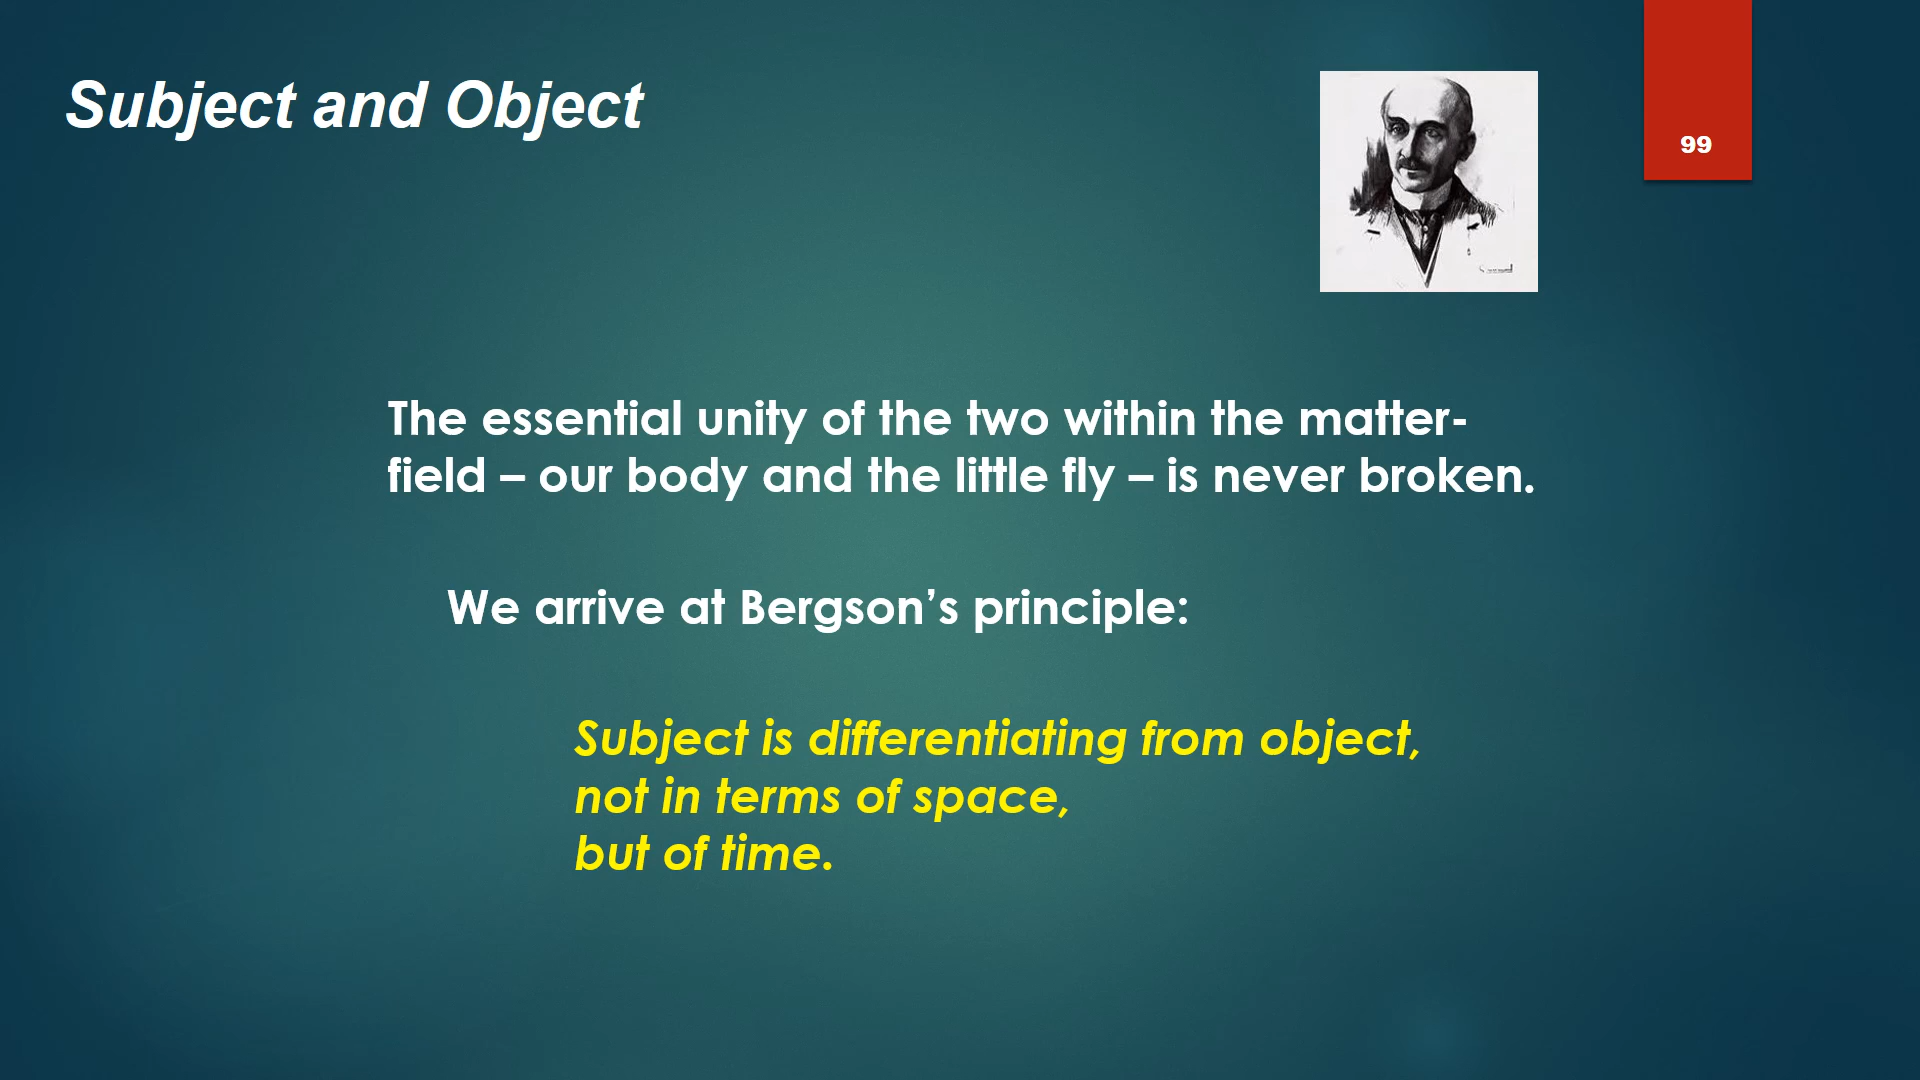 Subject and Object
99
The essential unity of the two within the matter-
field – our body and the little fly – is never broken.
We arrive at Bergson’s principle:
Subject is differentiating from object,
not in terms of space,
but of time.